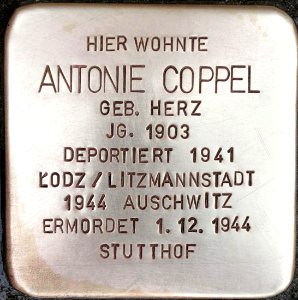 HIER WOHNTE
ANTONIE COPPEL
GEB. HERZ
JG. 1903
DEPORTIERT 1941
ŁODZ/LITZMANNSTADT
1944 AUSCHWITZ
ERMORDET 1.12.1944
STUTTHOF